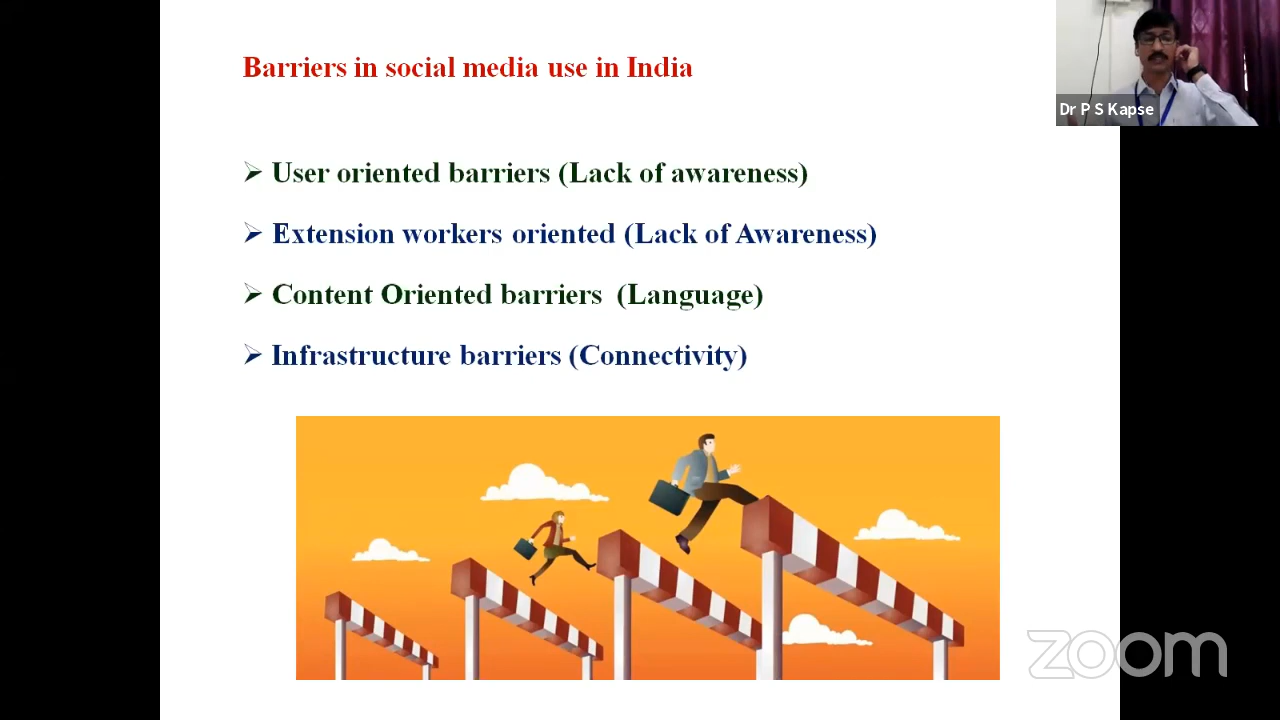 Barriers in social media use in India
Dr P S Kapse
➢ User oriented barriers (Lack of awareness)
➢ Extension workers oriented (Lack of Awareness)
➢ Content Oriented barriers  (Language)
➢ Infrastructure barriers (Connectivity)
zoom